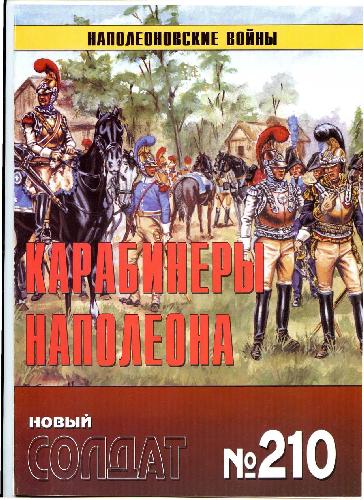 НАПОЛЕОНОВСКИЕ ВОЙНЫ
КАРАБИНЕРЫ
НАПОЛЕОНА
НОВЫЙ
СОЛДАТ
№210